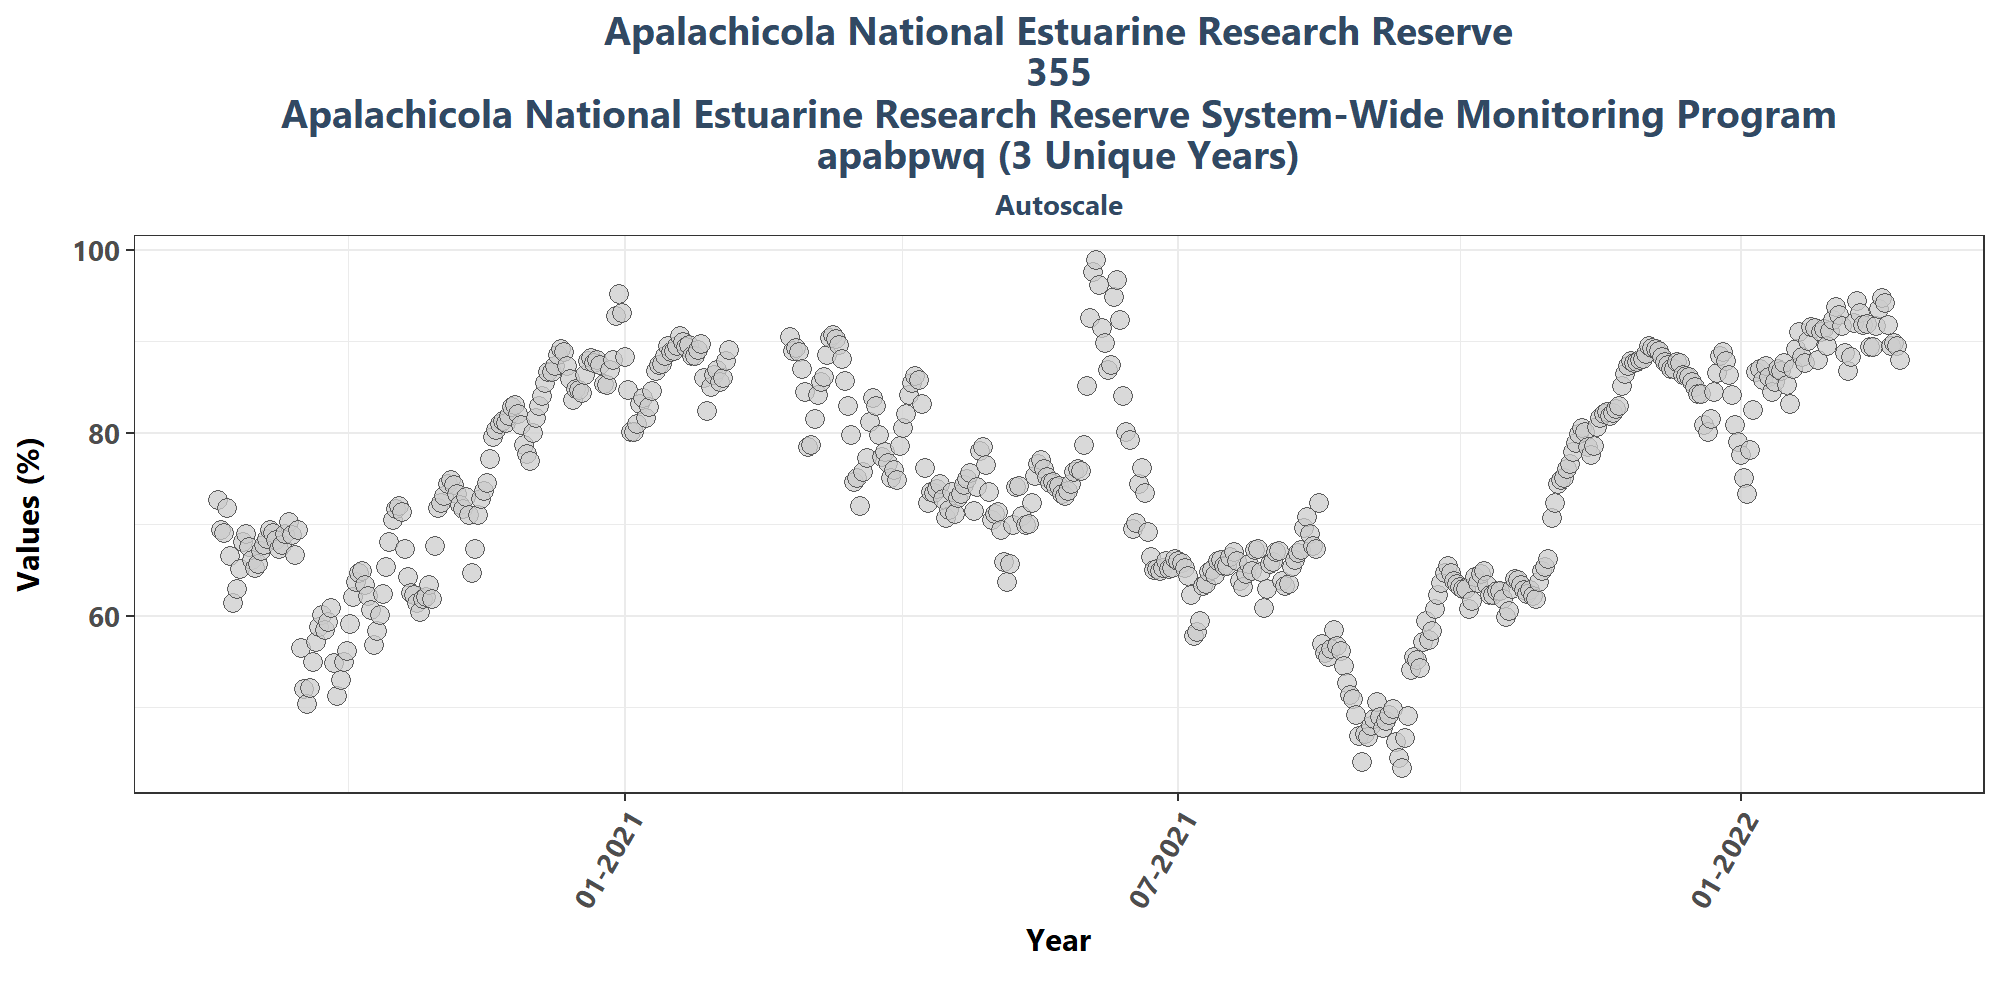 Apalachicola National Estuarine Research Reserve
355
Apalachicola National Estuarine Research Reserve System-Wide Monitoring Program
apabpwq (3 Unique Years)
Autoscale
100
80
60
Values (%)
01-2021
07-2021
01-2022
Year